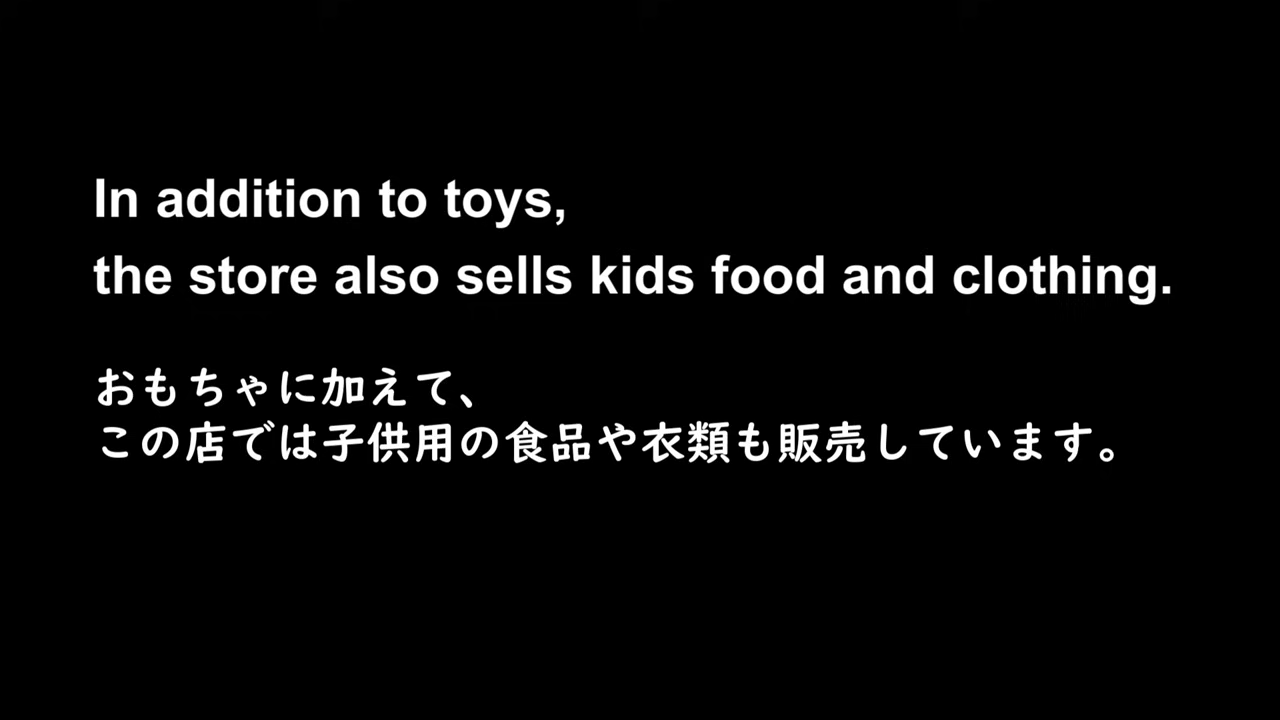 In addition to toys,
the store also sells kids food and clothing.
おもちゃに加えて、
この店では子供用の食品や衣類も販売しています。